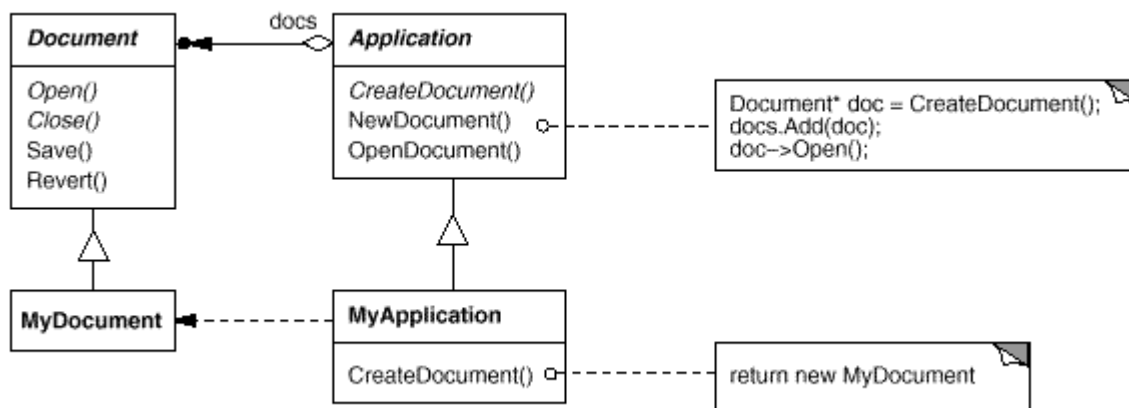 docs
Document
Open()
Close()
Save()
Revert()
Application
CreateDocument()
NewDocument()
OpenDocument()
Document* doc = CreateDocument();
docs.Add(doc);
doc->Open();
MyDocument
MyApplication
CreateDocument()
return new MyDocument